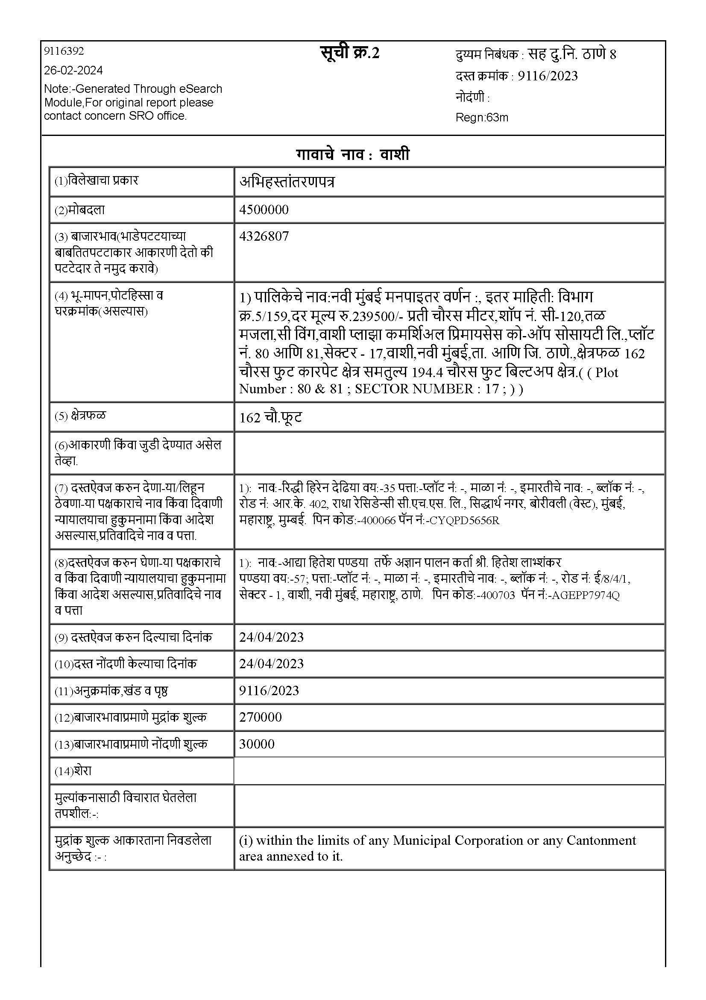 9116392
26-02-2024
Note:-Generated Through eSearch
Module,For original report please
contact concern SRO office.
सूची क्र.2
दुय्यम निबंधक : सह दु.नि. ठाणे 8
दस्त क्रमांक : 9116/2023
नोदंणी :
Regn:63m
गावाचे नाव : वाशी
(1)विलेखाचा प्रकार
अभिहस्तांतरणपत्र
(2)मोबदला
4500000
(3) बाजारभाव(भाडेपटटयाच्या
बाबतितपटटाकार आकारणी देतो की
पटटेदार ते नमुद करावे)
4326807
(4) भू-मापन,पोटहिस्सा व
घरक्रमांक(असल्यास)
1) पालिकेचे नाव:नवी मुंबई मनपाइतर वर्णन :, इतर माहिती: विभाग
क्र.5/159,दर मूल्य रु.239500/- प्रती चौरस मीटर,शॉप नं. सी-120,तळ
मजला,सी विंग,वाशी प्लाझा कमर्शिअल प्रिमायसेस को-ऑप सोसायटी लि.,प्लॉट
नं. 80 आणि 81,सेक्टर - 17,वाशी,नवी मुंबई,ता. आणि जि. ठाणे.,क्षेत्रफळ 162
चौरस फुट कारपेट क्षेत्र समतुल्य 194.4 चौरस फुट बिल्टअप क्षेत्र.( ( Plot
Number : 80 & 81 ; SECTOR NUMBER : 17 ; ) )
(5) क्षेत्रफळ
162 चौ.फूट
(6)आकारणी किंवा जुडी देण्यात असेल
तेव्हा.
(7) दस्तऐवज करुन देणा-या/लिहून
ठेवणा-या पक्षकाराचे नाव किंवा दिवाणी
न्यायालयाचा हुकुमनामा किंवा आदेश
असल्यास,प्रतिवादिचे नाव व पत्ता.
1): नाव:-रिद्धी हिरेन देढिया वय:-35 पत्ता:-प्लॉट नं: -, माळा नं: -, इमारतीचे नाव: -, ब्लॉक नं: -,
रोड नं: आर.के. 402, राधा रेसिडेन्सी सी.एच.एस. लि., सिद्धार्थ नगर, बोरीवली (वेस्ट), मुंबई,
महाराष्ट्र, मुम्बई. पिन कोड:-400066 पॅन नं:-CYQPD5656R
(8)दस्तऐवज करुन घेणा-या पक्षकाराचे
व किंवा दिवाणी न्यायालयाचा हुकुमनामा
किंवा आदेश असल्यास,प्रतिवादिचे नाव
व पत्ता
1): नाव:-आद्या हितेश पण्डया तर्फे अज्ञान पालन कर्ता श्री. हितेश लाभ्शंकर
पण्डया वय:-57; पत्ता:-प्लॉट नं: -, माळा नं: -, इमारतीचे नाव: -, ब्लॉक नं: -, रोड नं: ई/8/4/1,
सेक्टर - 1, वाशी, नवी मुंबई, महाराष्ट्र, ठाणे. पिन कोड:-400703 पॅन नं:-AGEPP7974Q
(9) दस्तऐवज करुन दिल्याचा दिनांक
24/04/2023
(10)दस्त नोंदणी केल्याचा दिनांक
24/04/2023
(11)अनुक्रमांक,खंड व पृष्ठ
9116/2023
(12)बाजारभावाप्रमाणे मुद्रांक शुल्क
270000
(13)बाजारभावाप्रमाणे नोंदणी शुल्क
30000
(14)शेरा
मुल्यांकनासाठी विचारात घेतलेला
तपशील:-:
मुद्रांक शुल्क आकारताना निवडलेला
अनुच्छेद :- :
(i) within the limits of any Municipal Corporation or any Cantonment
area annexed to it.